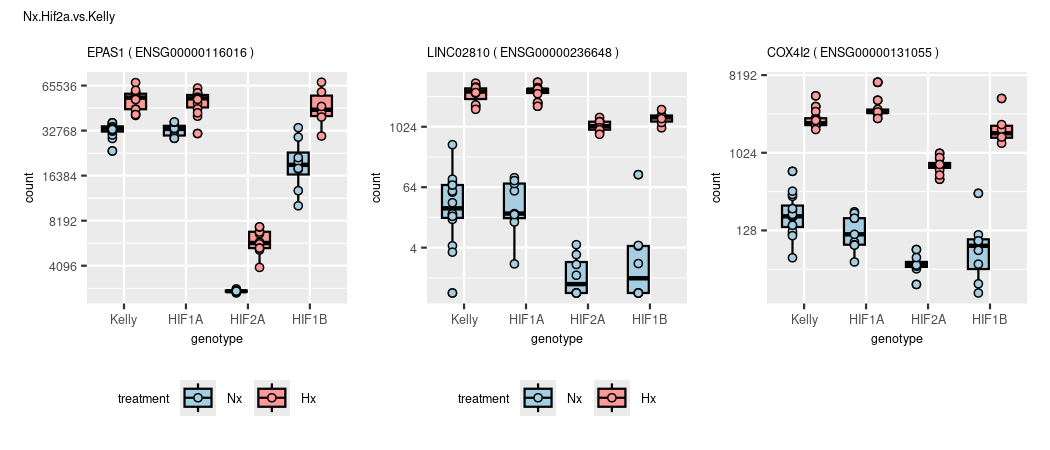 Nx.Hif2a.vs.Kelly
EPAS1 ( ENSG00000116016 )
65536
32768
16384
8192
4096
count
Kelly HIF1A HIF2A HIF1B
genotype
treatment Nx Hx
LINC02810 ( ENSG00000236648 )
1024
64
4
count
Kelly HIF1A HIF2A HIF1B
genotype
treatment Nx Hx
COX4I2 ( ENSG00000131055 )
8192
1024
128
count
Kelly HIF1A HIF2A HIF1B
genotype